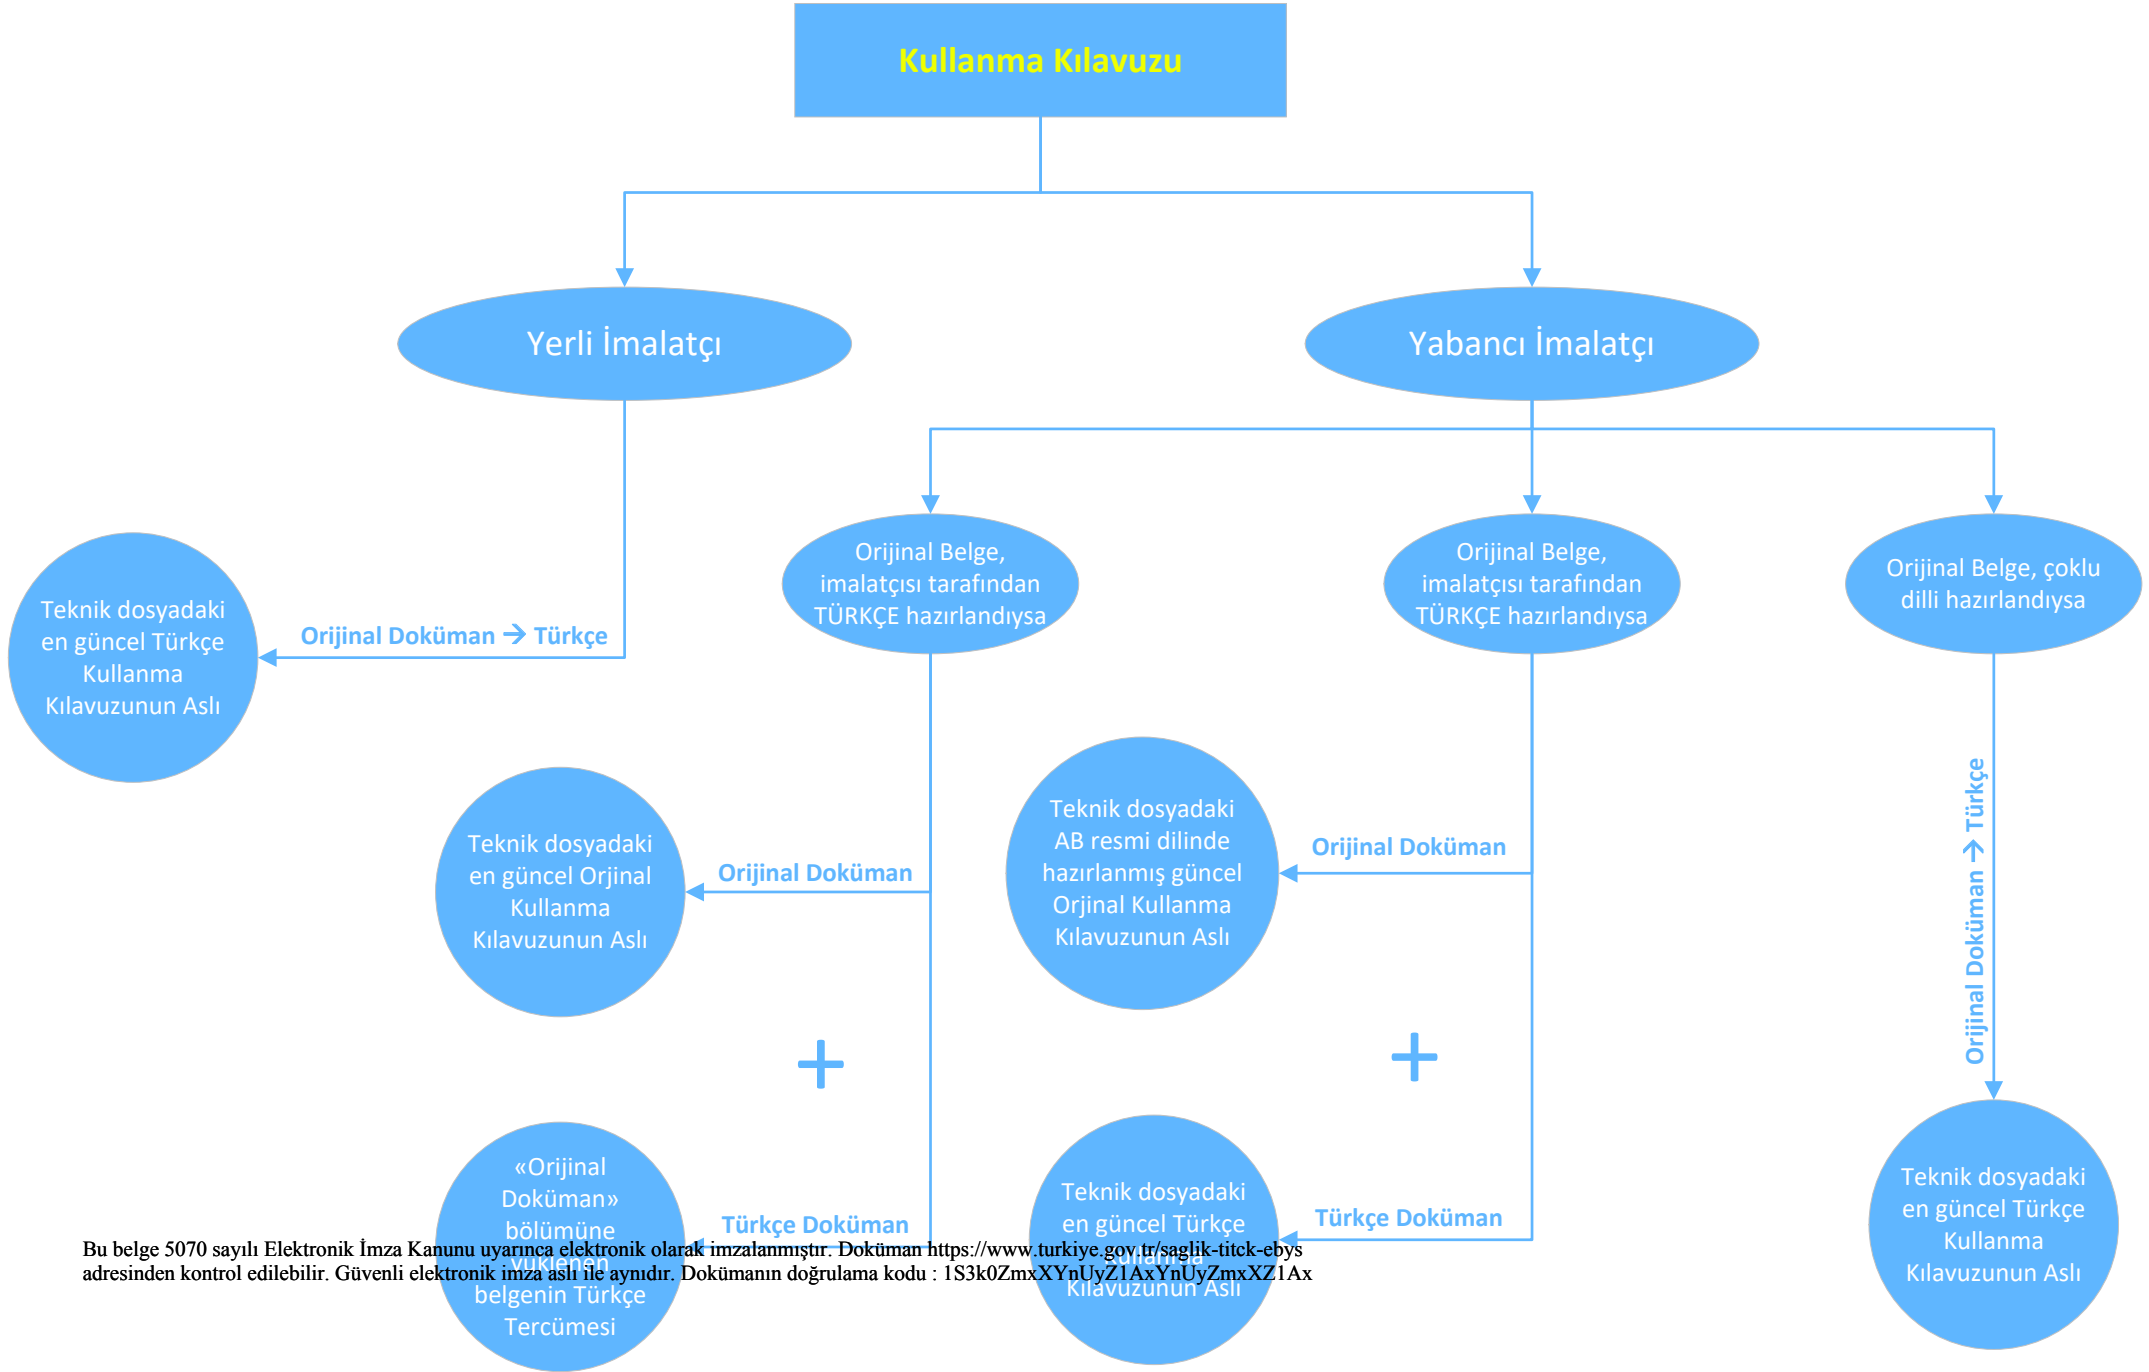 Kullanma Kılavuzu
Yerli İmalatçı
Yabancı İmalatçı
Orijinal Belge,
imalatçısı tarafından
TÜRKÇE hazırlandıysa
Orijinal Belge,
imalatçısı tarafından
TÜRKÇE hazırlandıysa
Orijinal Belge, çoklu
dilli hazırlandıysa
Teknik dosyadaki
en güncel Türkçe
Kullanma
Kılavuzunun Aslı
Orijinal Doküman → Türkçe
Teknik dosyadaki
en güncel Orjinal
Kullanma
Kılavuzunun Aslı
Orijinal Doküman
Teknik dosyadaki
AB resmi dilinde
hazırlanmış güncel
Orjinal Kullanma
Kılavuzunun Aslı
Orijinal Doküman
Orijinal Doküman → Türkçe
+
+
«Orijinal
Doküman»
bölümüne
yüklenen
belgenin Türkçe
Tercümesi
Türkçe Doküman
Teknik dosyadaki
en güncel Türkçe
Kullanma
Kılavuzunun Aslı
Türkçe Doküman
Teknik dosyadaki
en güncel Türkçe
Kullanma
Kılavuzunun Aslı
Bu belge 5070 sayılı Elektronik İmza Kanunu uyarınca elektronik olarak imzalanmıştır. Doküman https://www.turkiye.gov.tr/saglik-titck-ebys
adresinden kontrol edilebilir. Güvenli elektronik imza aslı ile aynıdır. Dokümanın doğrulama kodu : 1S3k0ZmxXYnUyZ1AxYnUyZmxXZ1Ax